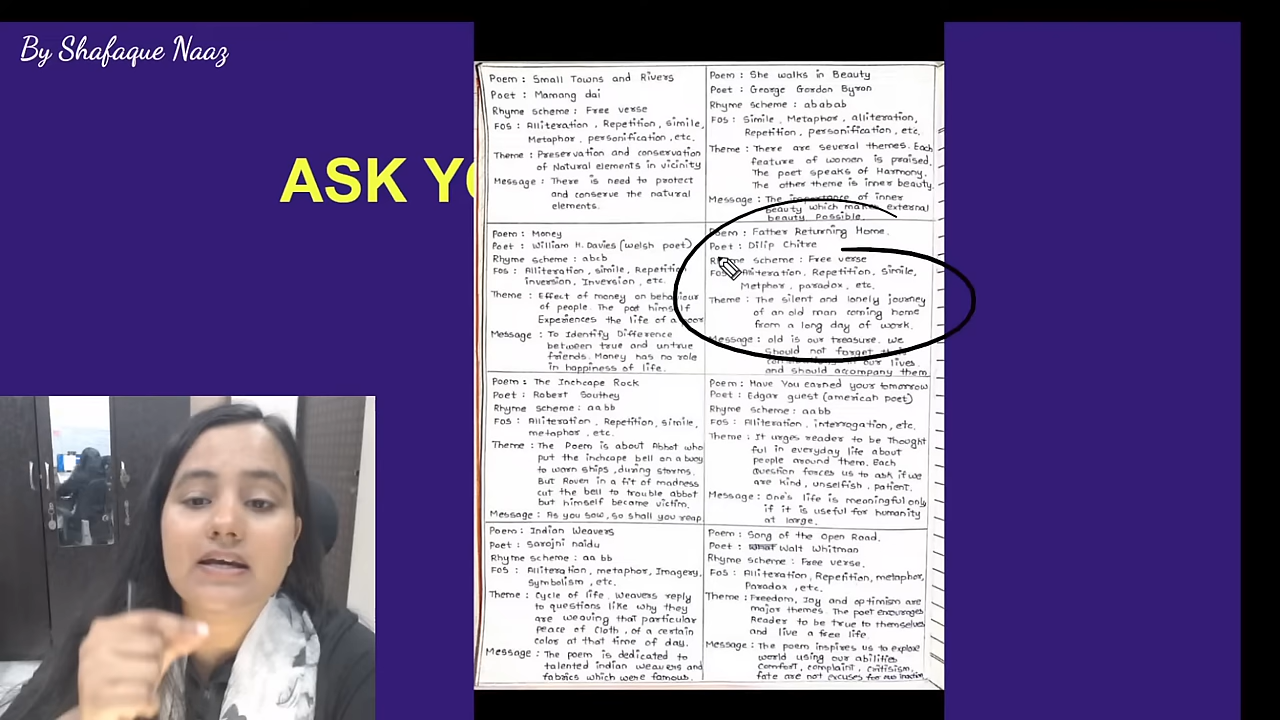 By Shafaque Naaz
ASK YO
Poem : Small Towns and Rivers
Poet : Mamang dai
Rhyme scheme : Free verse
FOS : Alliteration, Repetition, simile,
Metaphor, personification, etc.
Theme : Preservation and conservation
of Natural elements in vicinity
Message : There is need to protect
and conserve the natural
elements.
Poem : She walks in Beauty
Poet : George Gordon Byron
Rhyme scheme : ababab
FOS : Simile, Metaphor, alliteration,
Repetition, personification, etc.
Theme : There are several themes. Each
feature of women is praised.
The poet speaks of Harmony.
The other theme is inner beauty.
Message : The importance of inner
Beauty which makes external
beauty Possible.
Poem : Money
Poet : William H. Davies (welsh poet)
Rhyme scheme : abcb
FOS : Alliteration, simile, Repetition
inversion, Inversion, etc.
Theme : Effect of money on behaviour
of people. The poet himself
Experiences the life of a poor
Message : To Identify Difference
between true and untrue
friends. Money has no role
in happiness of life.
Poem : Father Returning Home.
Poet : Dilip Chitre
Rhyme scheme : Free verse
FOS : Alliteration, Repetition, Simile,
Metphor, paradox, etc.
Theme : The silent and lonely journey
of an old man coming home
from a long day of work.
Message : old is our treasure. we
should not forget their
in our lives.
and should accompany them
Poem : The Inchcape Rock
Poet : Robert Southey
Rhyme scheme : aabb
FOS : Alliteration, Repetition, simile,
metaphor, etc.
Theme : The Poem is about Abbot who
put the inchcape bell on a buoy
to warn ships, during storms.
But Roven in a fit of madness
cut the bell to trouble abbot
but himself became victim.
Message : As you sow, so shall you reap.
Poem : Have You earned your tomorrow
Poet : Edgar guest (american poet)
Rhyme scheme : aabb
FOS : Alliteration, interrogation, etc.
Theme : It urges reader to be Thought
ful in everyday life about
people around them. Each
Question forces us to ask if we
are kind, unselfish, patient.
Message : One's life is meaningful only
if it is useful for humanity
at large.
Poem : Indian Weavers
Poet : Sarojni naidu
Rhyme scheme : aa bb
FOS : Alliteration, metaphor, Imagery,
Symbolism, etc.
Theme : Cycle of life. Weavers reply
to questions like why they
are weaving that particular
peace of cloth, of a certain
color at that time of day.
Message : The poem is dedicated to
talented indian weavers and
fabrics which were famous.
Poem : Song of the Open Road.
Poet : Walt Whitman
Rhyme scheme : Free verse.
FOS : Alliteration, Repetition, metaphor,
Paradox, etc.
Theme : Freedom, Joy and optimism are
major themes. The poet encourages
Reader to be true to themselves
and live a free life.
Message : The poem inspires us to explore
world using our abilities
Comfort, complaint, critisism,
fate are not excuses for our inaction.